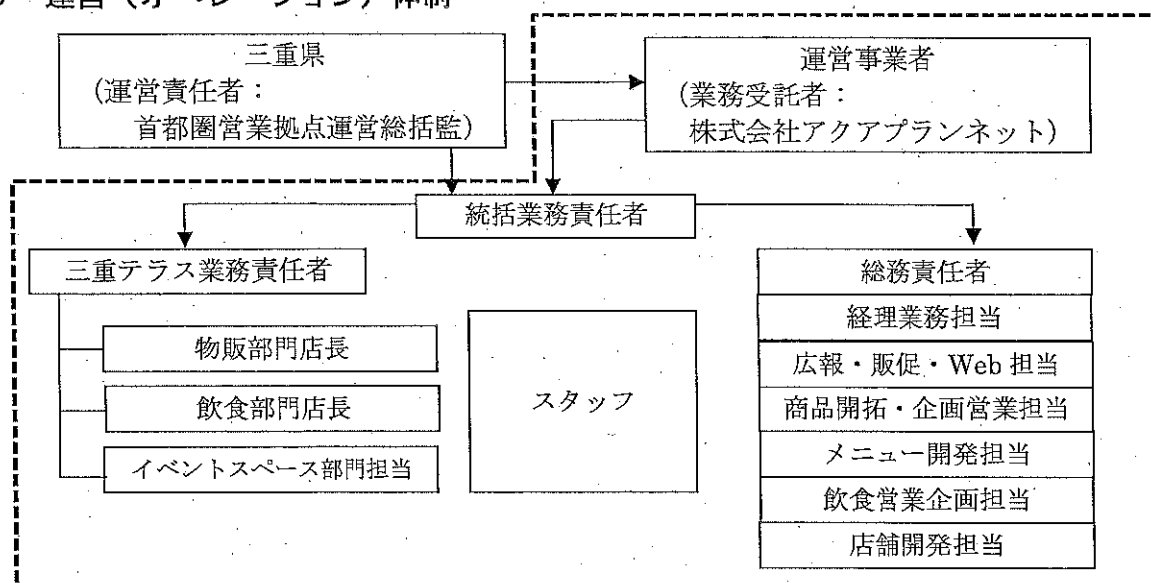 運営（オペレーション）体制
三重県
（運営責任者：
首都圏営業拠点運営総括監）
運営事業者
（業務受託者：
株式会社アクアプランネット）
統括業務責任者
三重テラス業務責任者
物販部門店長
飲食部門店長
イベントスペース部門担当
スタッフ
総務責任者
経理業務担当
広報・販促・Web 担当
商品開拓・企画営業担当
メニュー開発担当
飲食営業企画担当
店舗開発担当